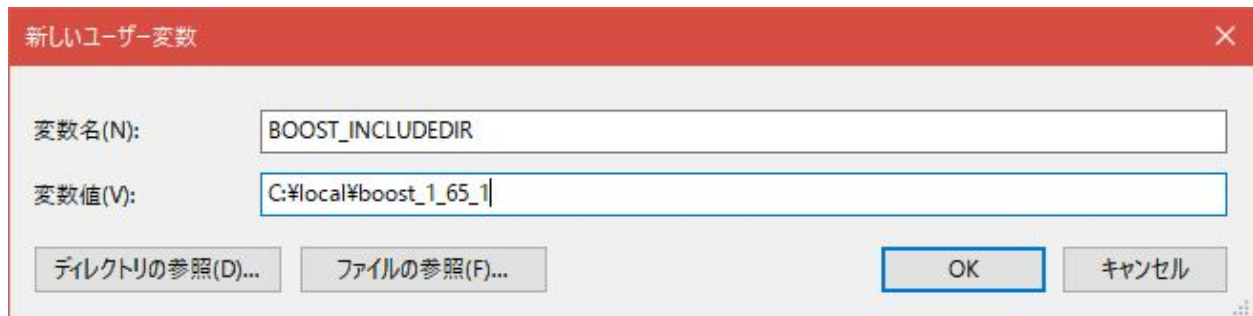 新しいユーザー変数
変数名(N): BOOST_INCLUDEDIR
変数値(V): C:¥local¥boost_1_65_1
ディレクトリの参照(D)... ファイルの参照(F)... OK キャンセル